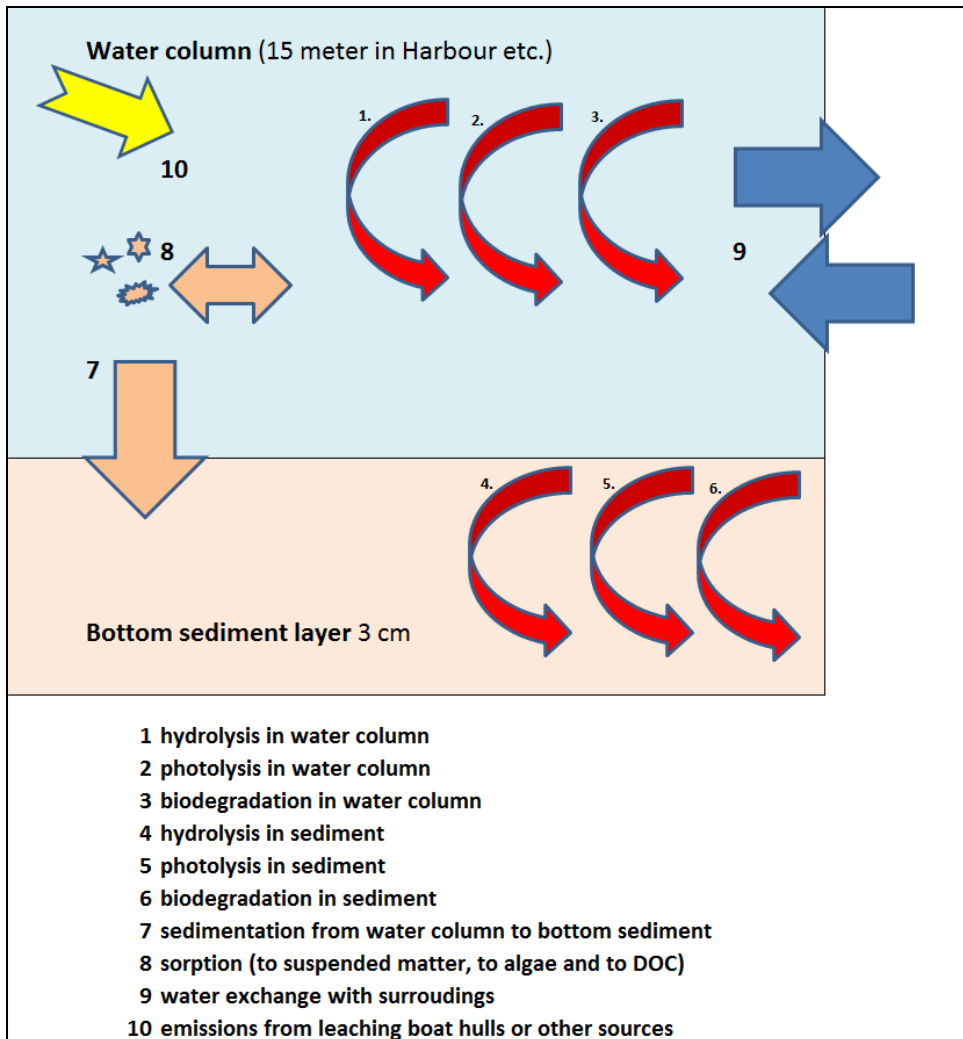 Water column (15 meter in Harbour etc.)
1.
2.
3.
10
8
9
7
4.
5.
6.
Bottom sediment layer 3 cm
1 hydrolysis in water column
2 photolysis in water column
3 biodegradation in water column
4 hydrolysis in sediment
5 photolysis in sediment
6 biodegradation in sediment
7 sedimentation from water column to bottom sediment
8 sorption (to suspended matter, to algae and to DOC)
9 water exchange with surroudings
10 emissions from leaching boat hulls or other sources